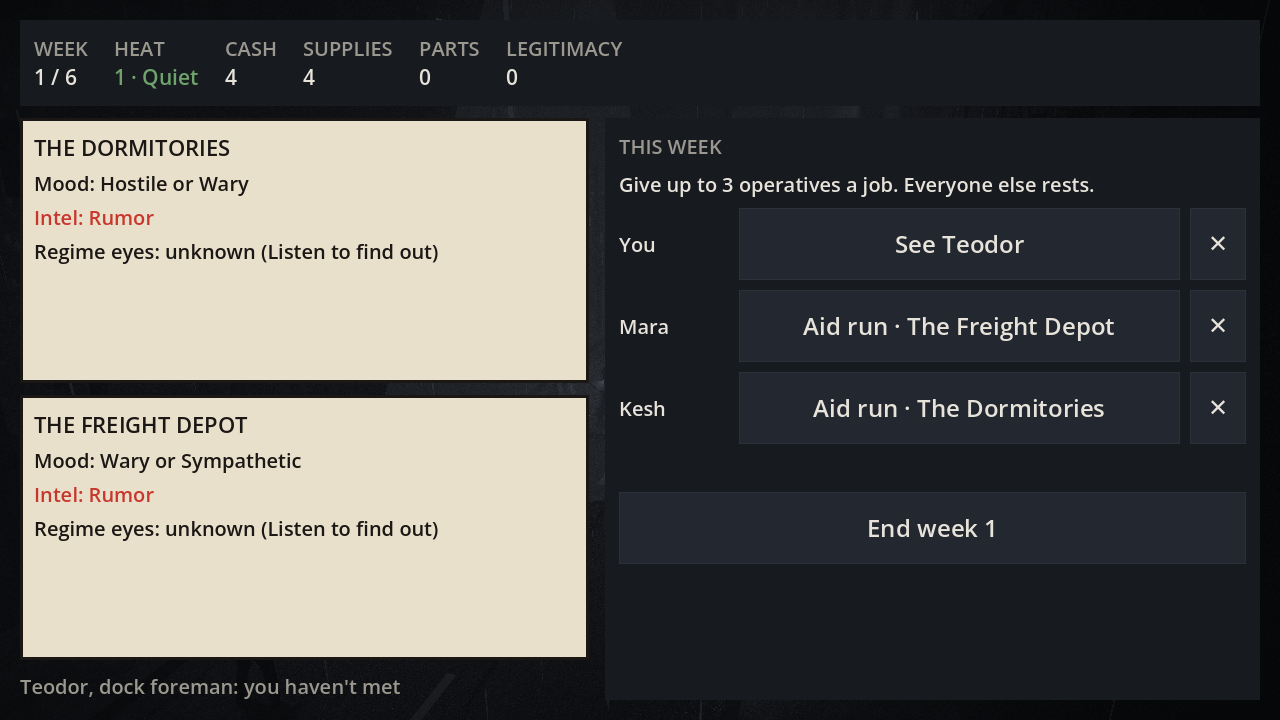 WEEK HEAT CASH SUPPLIES PARTS LEGITIMACY
1 / 6 1 · Quiet 4 4 0 0
THE DORMITORIES
Mood: Hostile or Wary
Intel: Rumor
Regime eyes: unknown (Listen to find out)
THE FREIGHT DEPOT
Mood: Wary or Sympathetic
Intel: Rumor
Regime eyes: unknown (Listen to find out)
Teodor, dock foreman: you haven't met
THIS WEEK
Give up to 3 operatives a job. Everyone else rests.
You See Teodor ✕
Mara Aid run · The Freight Depot ✕
Kesh Aid run · The Dormitories ✕
End week 1